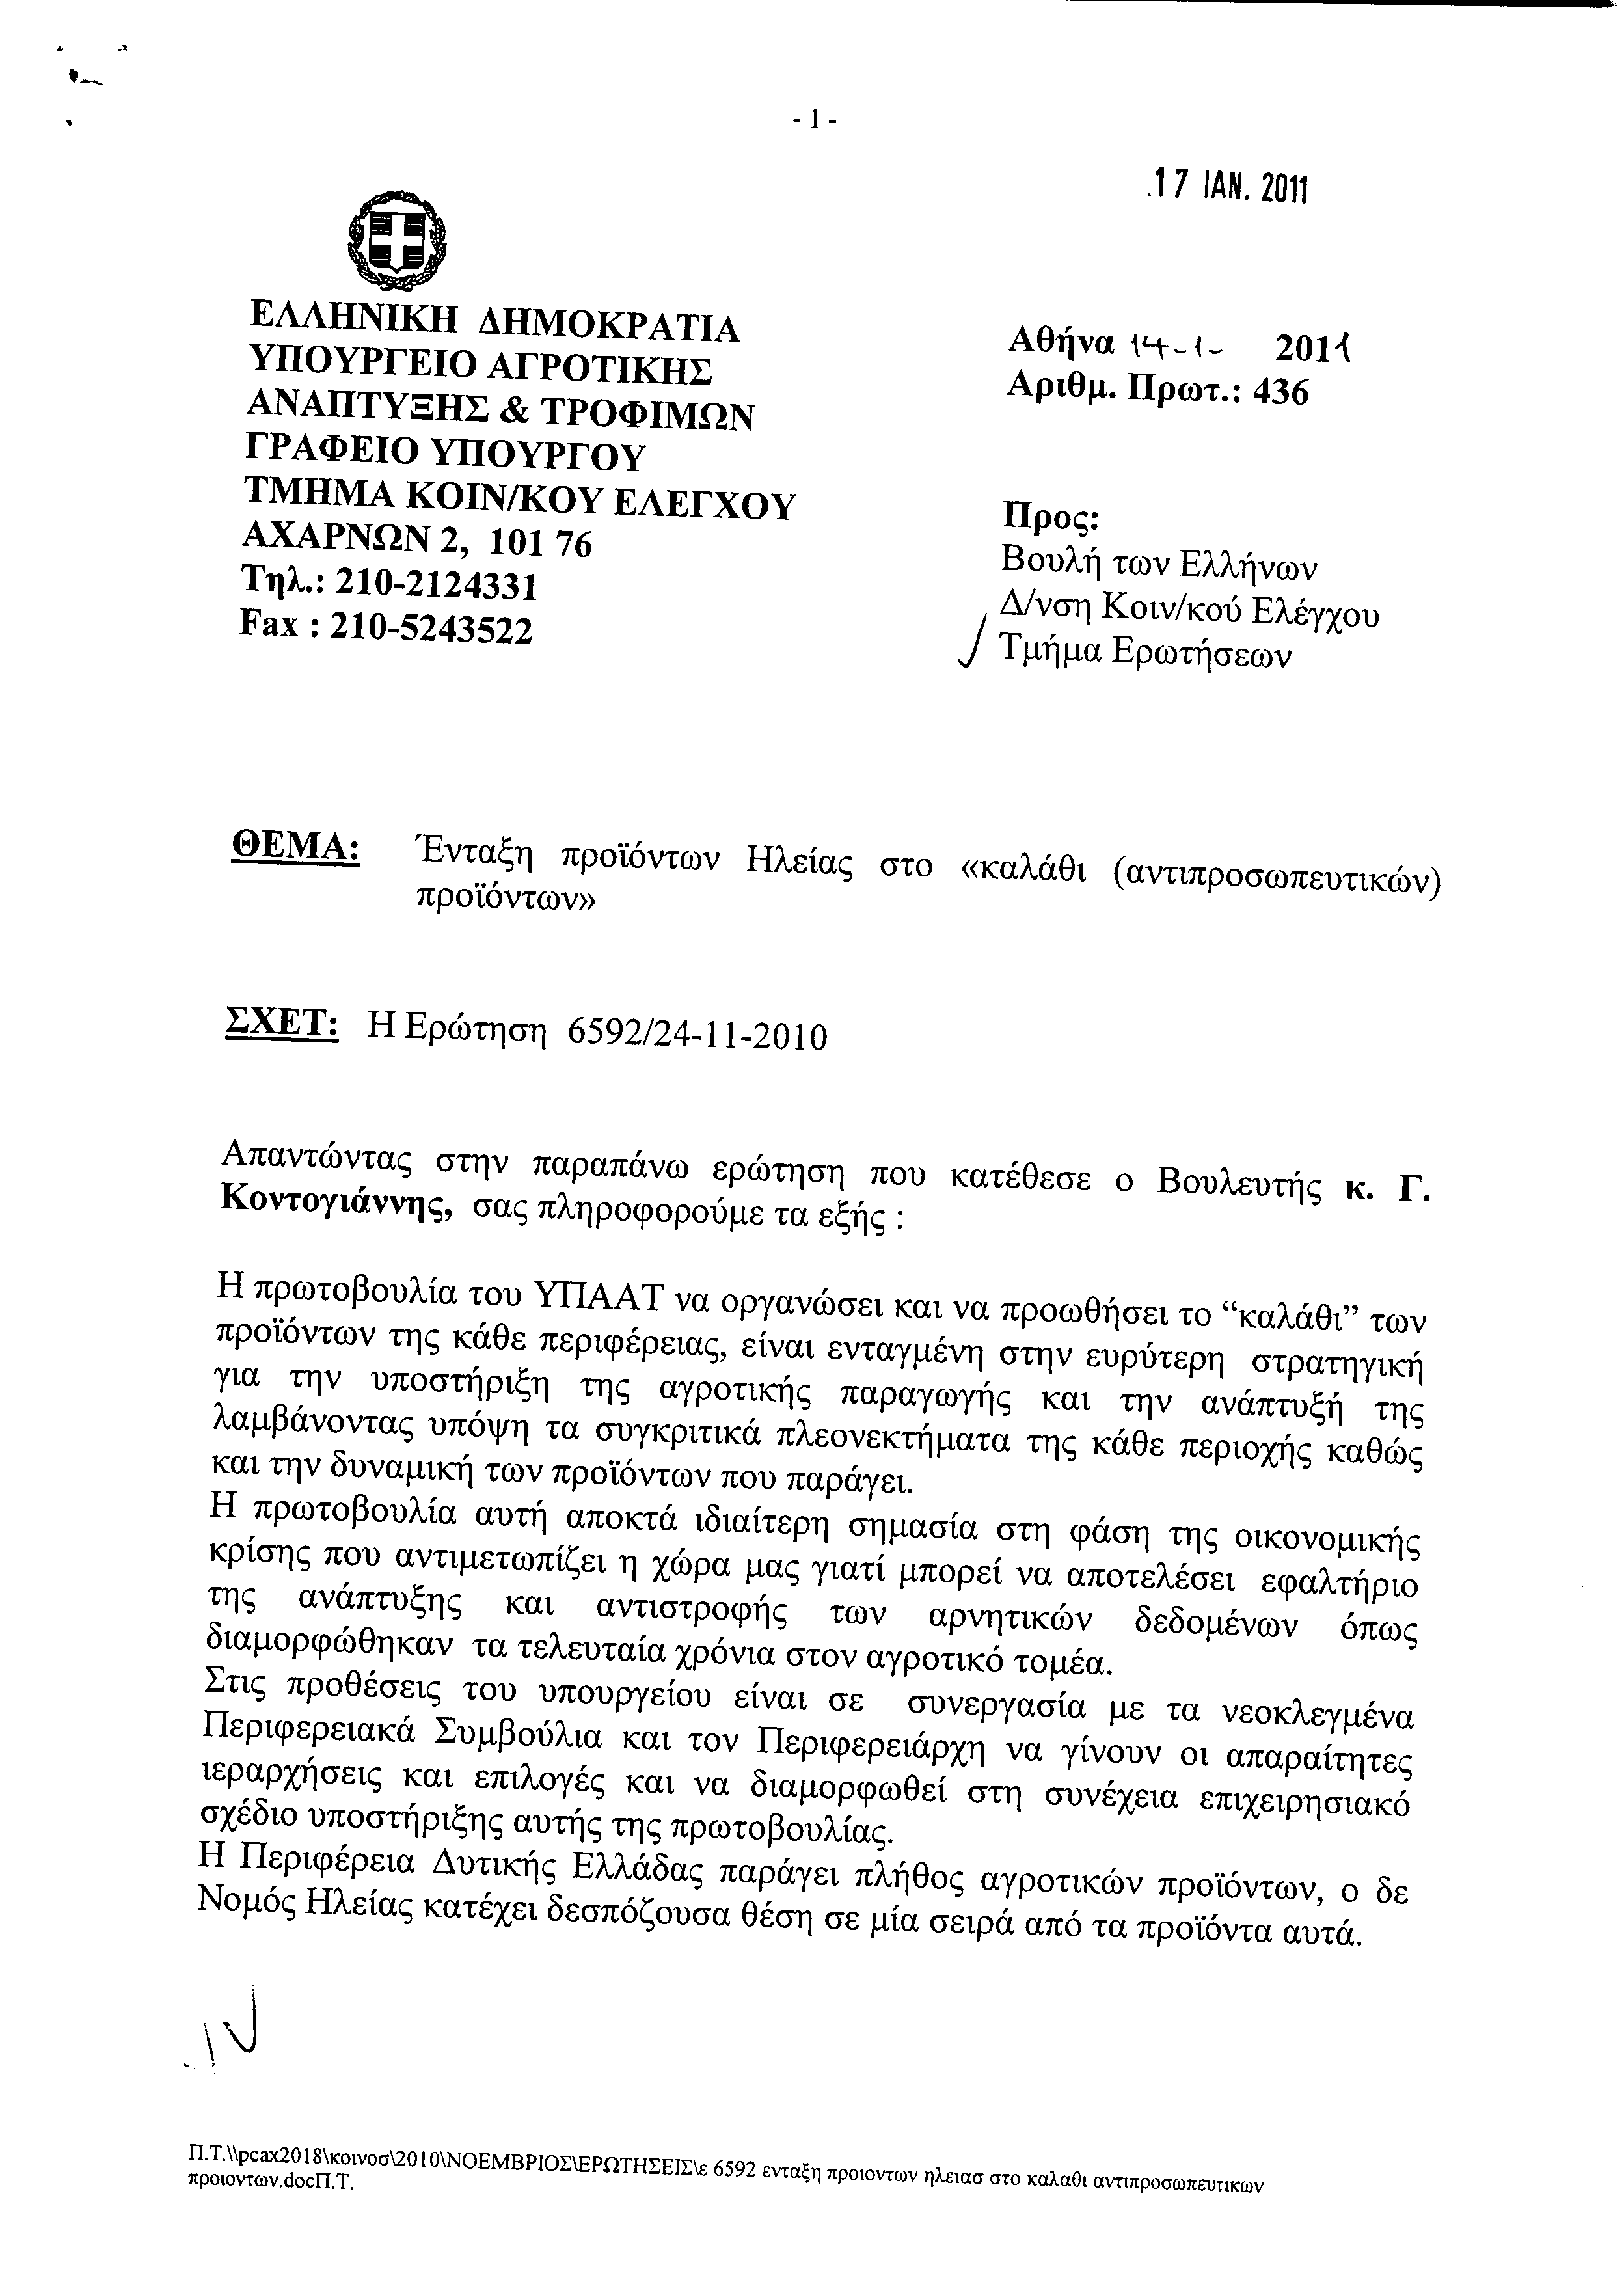 - 1 -
17 ΙΑΝ. 2011
ΕΛΛΗΝΙΚΗ ΔΗΜΟΚΡΑΤΙΑ
ΥΠΟΥΡΓΕΙΟ ΑΓΡΟΤΙΚΗΣ
ΑΝΑΠΤΥΞΗΣ & ΤΡΟΦΙΜΩΝ
ΓΡΑΦΕΙΟ ΥΠΟΥΡΓΟΥ
ΤΜΗΜΑ ΚΟΙΝ/ΚΟΥ ΕΛΕΓΧΟΥ
ΑΧΑΡΝΩΝ 2, 101 76
Τηλ.: 210-2124331
Fax : 210-5243522
Αθήνα 14-1- 2011
Αριθμ. Πρωτ.: 436
Προς:
Βουλή των Ελλήνων
Δ/νση Κοιν/κού Ελέγχου
Τμήμα Ερωτήσεων
ΘΕΜΑ: Ένταξη προϊόντων Ηλείας στο «καλάθι (αντιπροσωπευτικών)
προϊόντων»
ΣΧΕΤ: Η Ερώτηση 6592/24-11-2010
Απαντώντας στην παραπάνω ερώτηση που κατέθεσε ο Βουλευτής κ. Γ.
Κοντογιάννης, σας πληροφορούμε τα εξής :
Η πρωτοβουλία του ΥΠΑΑΤ να οργανώσει και να προωθήσει το “καλάθι” των
προϊόντων της κάθε περιφέρειας, είναι ενταγμένη στην ευρύτερη στρατηγική
για την υποστήριξη της αγροτικής παραγωγής και την ανάπτυξή της
λαμβάνοντας υπόψη τα συγκριτικά πλεονεκτήματα της κάθε περιοχής καθώς
και την δυναμική των προϊόντων που παράγει.
Η πρωτοβουλία αυτή αποκτά ιδιαίτερη σημασία στη φάση της οικονομικής
κρίσης που αντιμετωπίζει η χώρα μας γιατί μπορεί να αποτελέσει εφαλτήριο
της ανάπτυξης και αντιστροφής των αρνητικών δεδομένων όπως
διαμορφώθηκαν τα τελευταία χρόνια στον αγροτικό τομέα.
Στις προθέσεις του υπουργείου είναι σε συνεργασία με τα νεοκλεγμένα
Περιφερειακά Συμβούλια και τον Περιφερειάρχη να γίνουν οι απαραίτητες
ιεραρχήσεις και επιλογές και να διαμορφωθεί στη συνέχεια επιχειρησιακό
σχέδιο υποστήριξης αυτής της πρωτοβουλίας.
Η Περιφέρεια Δυτικής Ελλάδας παράγει πλήθος αγροτικών προϊόντων, ο δε
Νομός Ηλείας κατέχει δεσπόζουσα θέση σε μία σειρά από τα προϊόντα αυτά.
Π.Τ.\\pcax2018\κοινοσ\2010\ΝΟΕΜΒΡΙΟΣ\ΕΡΩΤΗΣΕΙΣ\ε 6592 ενταξη προιοντων ηλειασ στο καλαθι αντιπροσωπευτικων
προιοντων.docΠ.Τ.